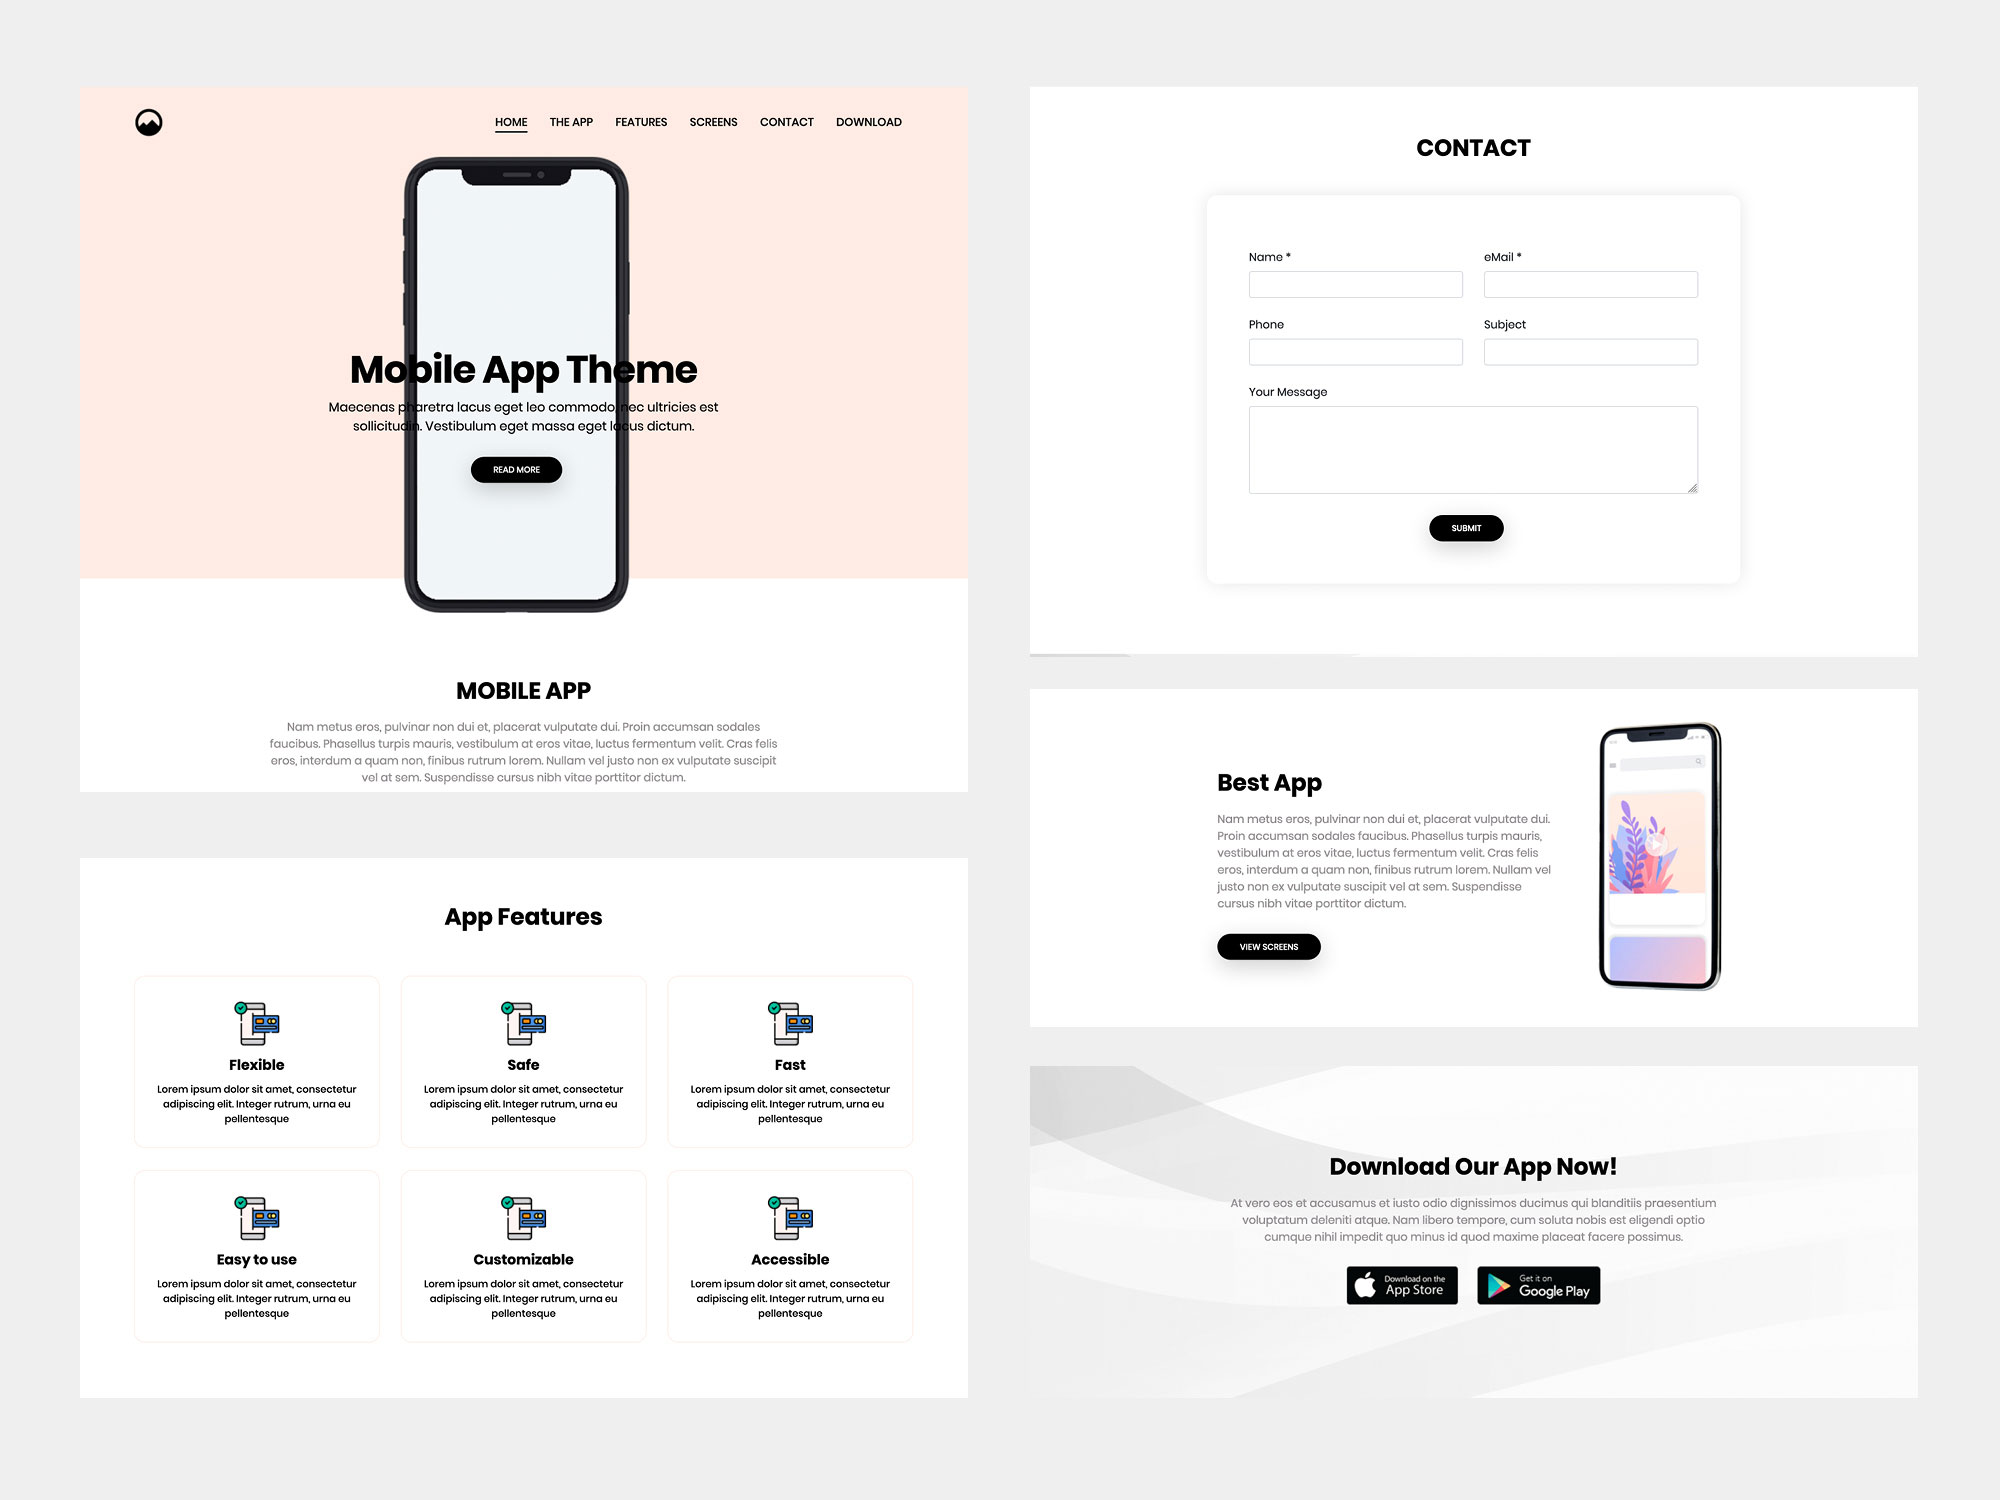 HOME THE APP FEATURES SCREENS CONTACT DOWNLOAD
Mobile App Theme
Maecenas pharetra lacus eget leo commodo, nec ultricies est
sollicitudin. Vestibulum eget massa eget lacus dictum.
READ MORE
MOBILE APP
Nam metus eros, pulvinar non dui et, placerat vulputate dui. Proin accumsan sodales
faucibus. Phasellus turpis mauris, vestibulum at eros vitae, luctus fermentum velit. Cras felis
eros, interdum a quam non, finibus rutrum lorem. Nullam vel justo non ex vulputate suscipit
vel at sem. Suspendisse cursus nibh vitae porttitor dictum.
App Features
Flexible
Lorem ipsum dolor sit amet, consectetur
adipiscing elit. Integer rutrum, urna eu
pellentesque
Safe
Lorem ipsum dolor sit amet, consectetur
adipiscing elit. Integer rutrum, urna eu
pellentesque
Fast
Lorem ipsum dolor sit amet, consectetur
adipiscing elit. Integer rutrum, urna eu
pellentesque
Easy to use
Lorem ipsum dolor sit amet, consectetur
adipiscing elit. Integer rutrum, urna eu
pellentesque
Customizable
Lorem ipsum dolor sit amet, consectetur
adipiscing elit. Integer rutrum, urna eu
pellentesque
Accessible
Lorem ipsum dolor sit amet, consectetur
adipiscing elit. Integer rutrum, urna eu
pellentesque
CONTACT
Name *
eMail *
Phone
Subject
Your Message
SUBMIT
Best App
Nam metus eros, pulvinar non dui et, placerat vulputate dui.
Proin accumsan sodales faucibus. Phasellus turpis mauris,
vestibulum at eros vitae, luctus fermentum velit. Cras felis
eros, interdum a quam non, finibus rutrum lorem. Nullam vel
justo non ex vulputate suscipit vel at sem. Suspendisse
cursus nibh vitae porttitor dictum.
VIEW SCREENS
Download Our App Now!
At vero eos et accusamus et iusto odio dignissimos ducimus qui blanditiis praesentium
voluptatum deleniti atque. Nam libero tempore, cum soluta nobis est eligendi optio
cumque nihil impedit quo minus id quod maxime placeat facere possimus.
Download on the
App Store
Get it on
Google Play